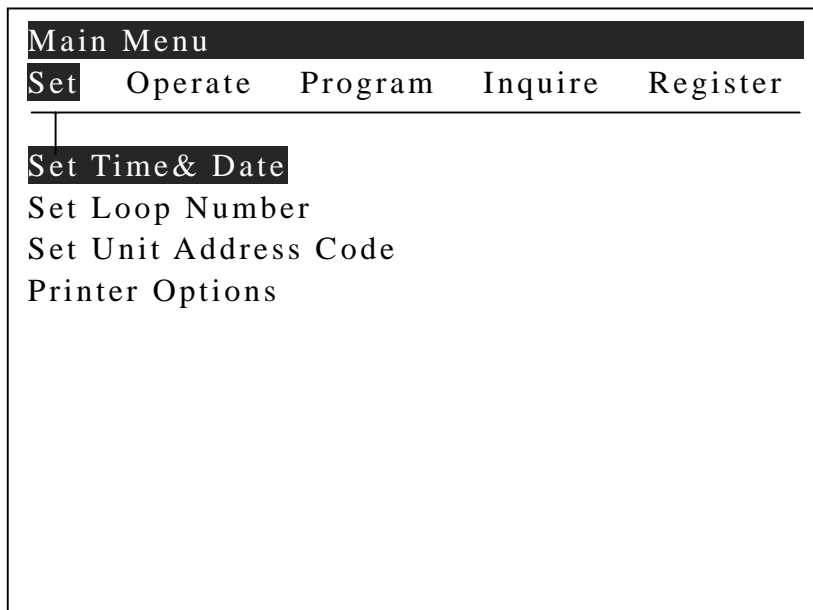 Main Menu
Set Operate Program Inquire Register
Set Time& Date
Set Loop Number
Set Unit Address Code
Printer Options